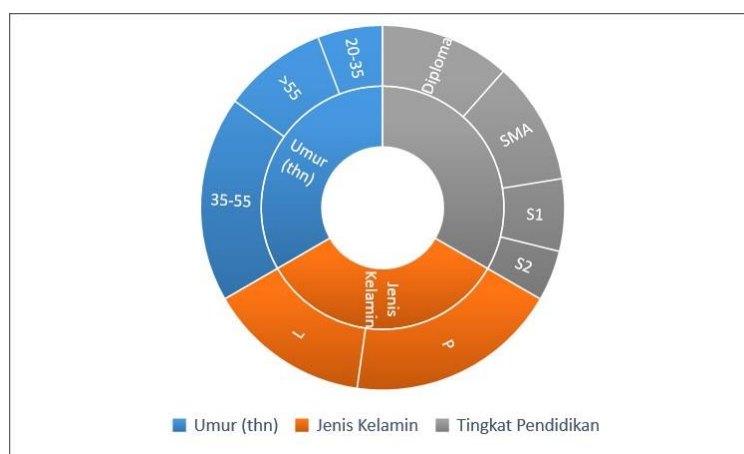 Diploma
SMA
S1
S2
P
L
35-55
>55
20-35
Umur
(thn)
Jenis
Kelamin
Umur (thn) Jenis Kelamin Tingkat Pendidikan